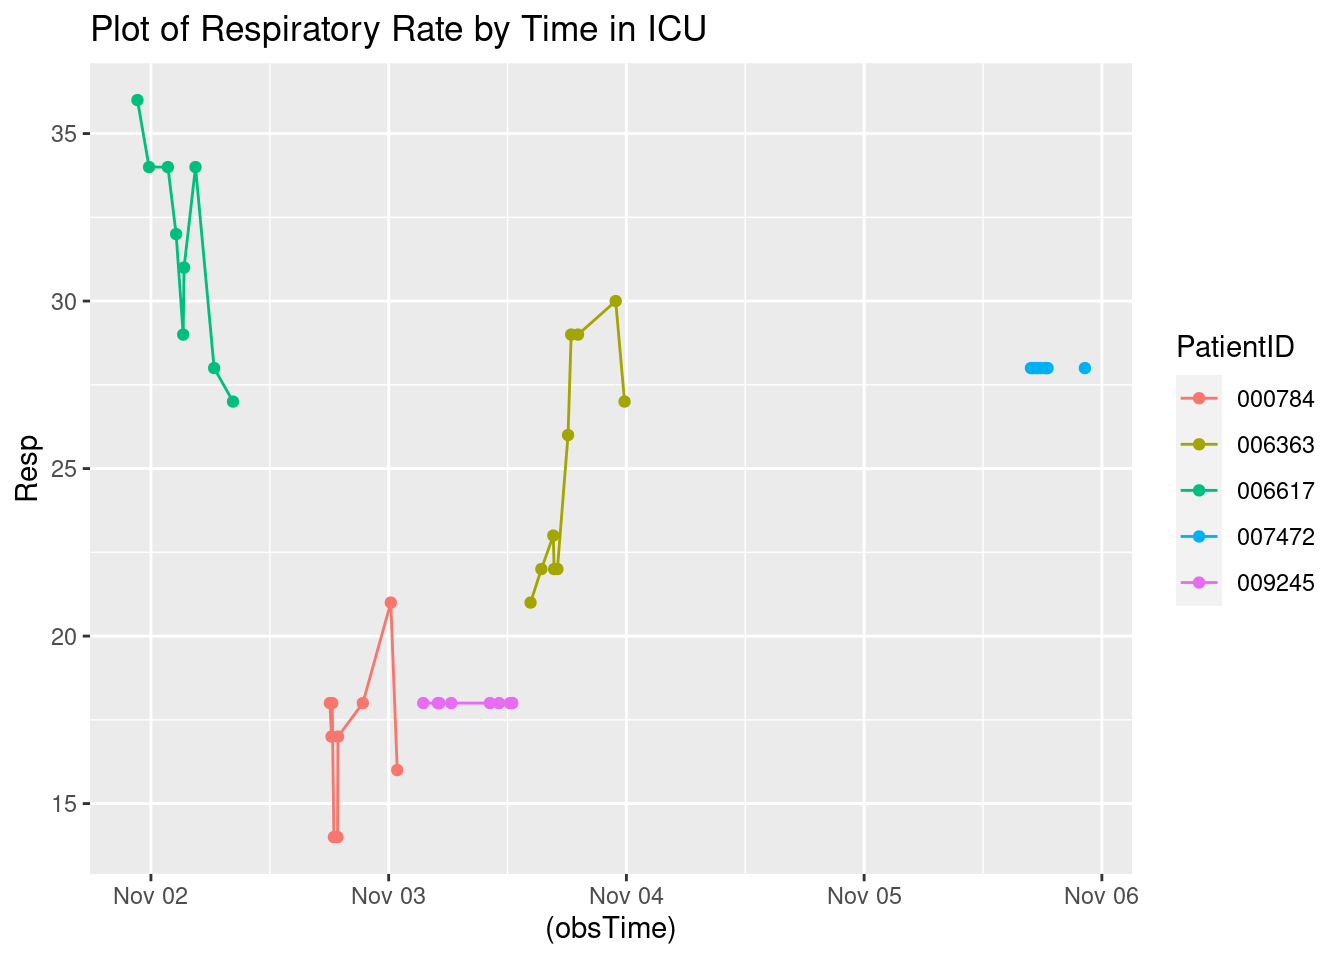 Plot of Respiratory Rate by Time in ICU
35
30
25
20
15
Resp
Nov 02 Nov 03 Nov 04 Nov 05 Nov 06
(obsTime)
PatientID
000784
006363
006617
007472
009245